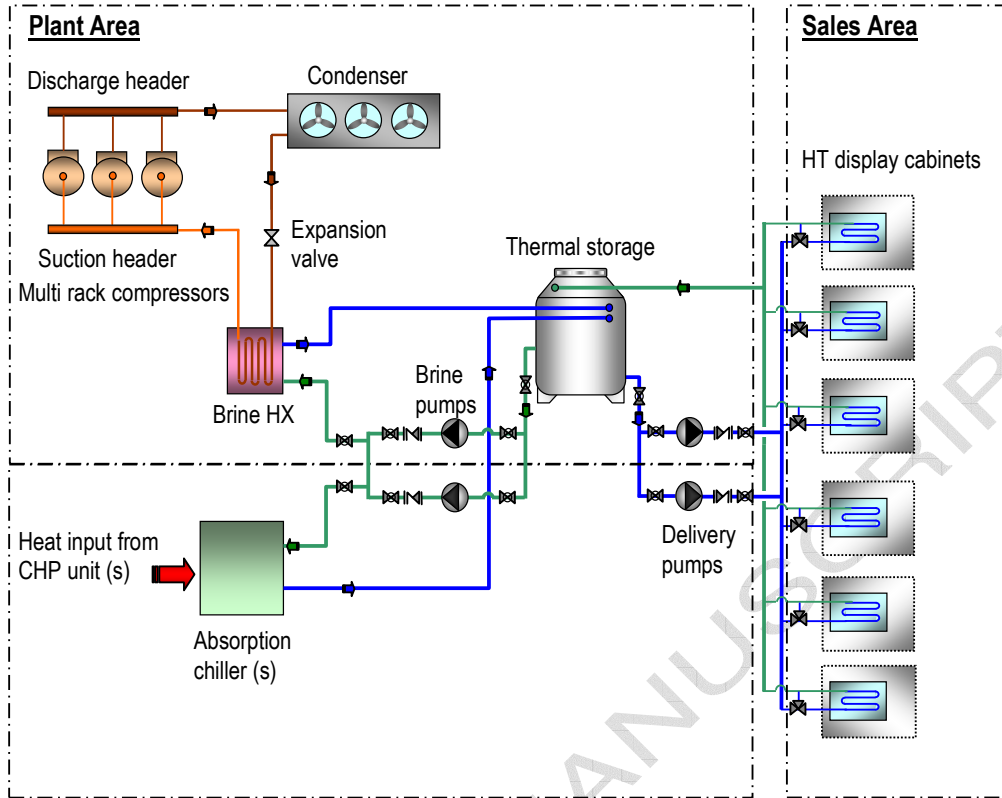 Plant Area
Sales Area
Discharge header
Condenser
HT display cabinets
Expansion
valve
Suction header
Multi rack compressors
Thermal storage
Brine HX
Brine
pumps
Heat input from
CHP unit (s)
Delivery
pumps
Absorption
chiller (s)
ANUSCRIP